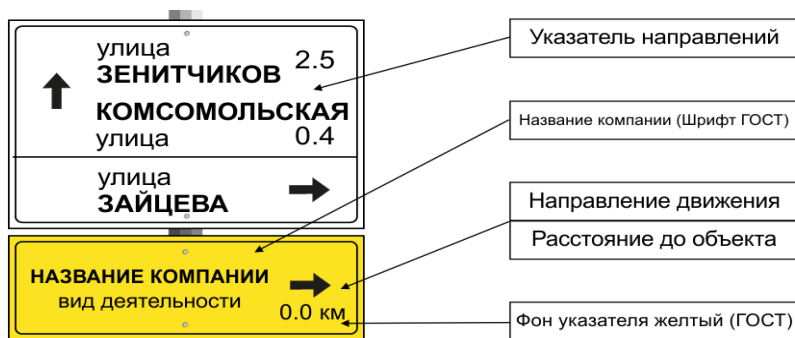 улица
ЗЕНИТЧИКОВ 2.5
КОМСОМОЛЬСКАЯ
улица 0.4
улица
ЗАЙЦЕВА
НАЗВАНИЕ КОМПАНИИ
вид деятельности
0.0 км
Указатель направлений
Название компании (Шрифт ГОСТ)
Направление движения
Расстояние до объекта
Фон указателя желтый (ГОСТ)